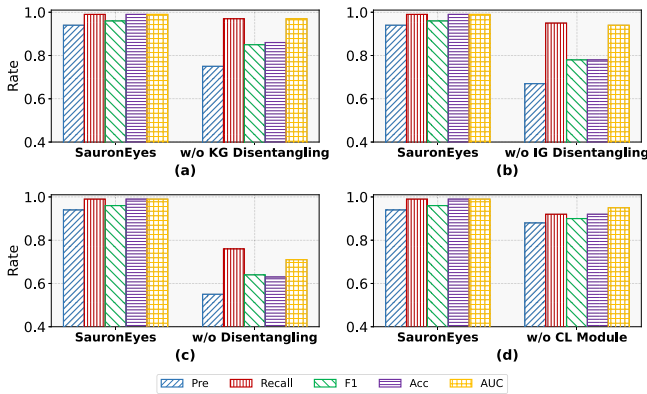 1.0
0.8
0.6
0.4
Rate
SauronEyes
w/o KG Disentangling
(a)
1.0
0.8
0.6
0.4
SauronEyes
w/o IG Disentangling
(b)
1.0
0.8
0.6
0.4
Rate
SauronEyes
w/o Disentangling
(c)
1.0
0.8
0.6
0.4
SauronEyes
w/o CL Module
(d)
Pre
Recall
F1
Acc
AUC